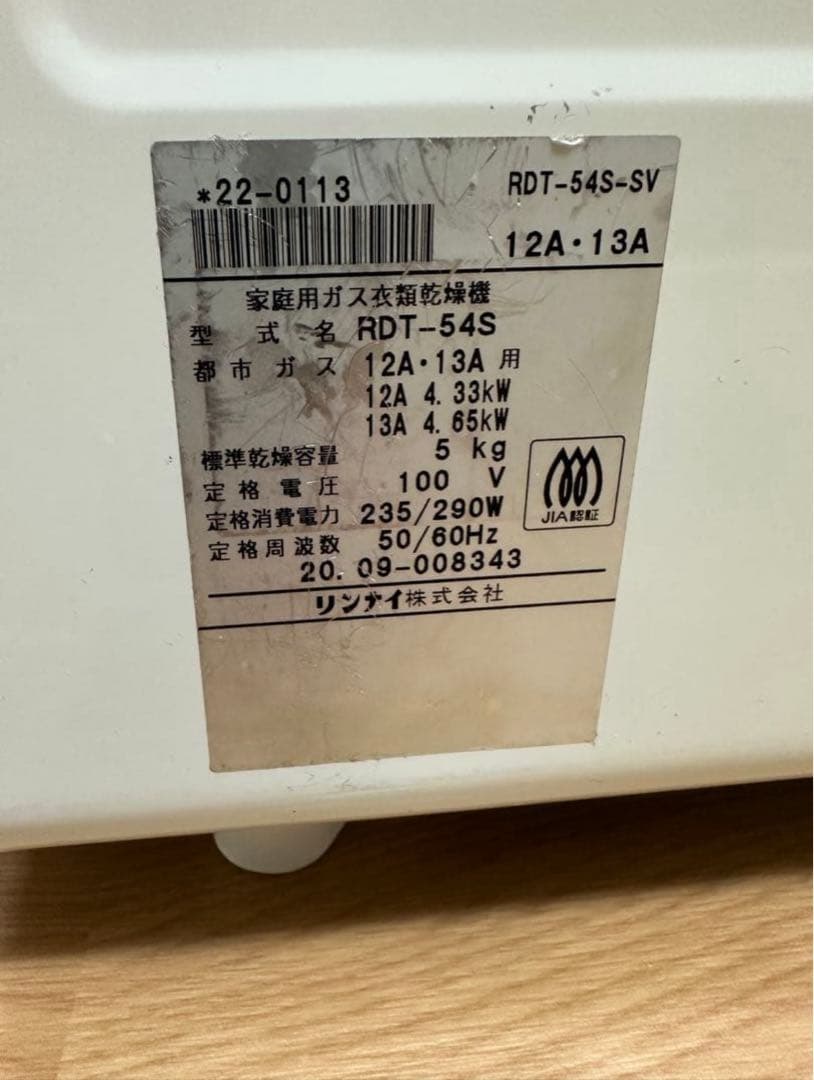 *22-0113 RDT-54S-SV
12A・13A
家庭用ガス衣類乾燥機
型式名 RDT-54S
都市ガス 12A・13A用
12A 4.33kW
13A 4.65kW
標準乾燥容量 5 kg
定格電圧 100 V
定格消費電力 235/290W
定格周波数 50/60Hz
JIA認証
20.09-008343
リンナイ株式会社